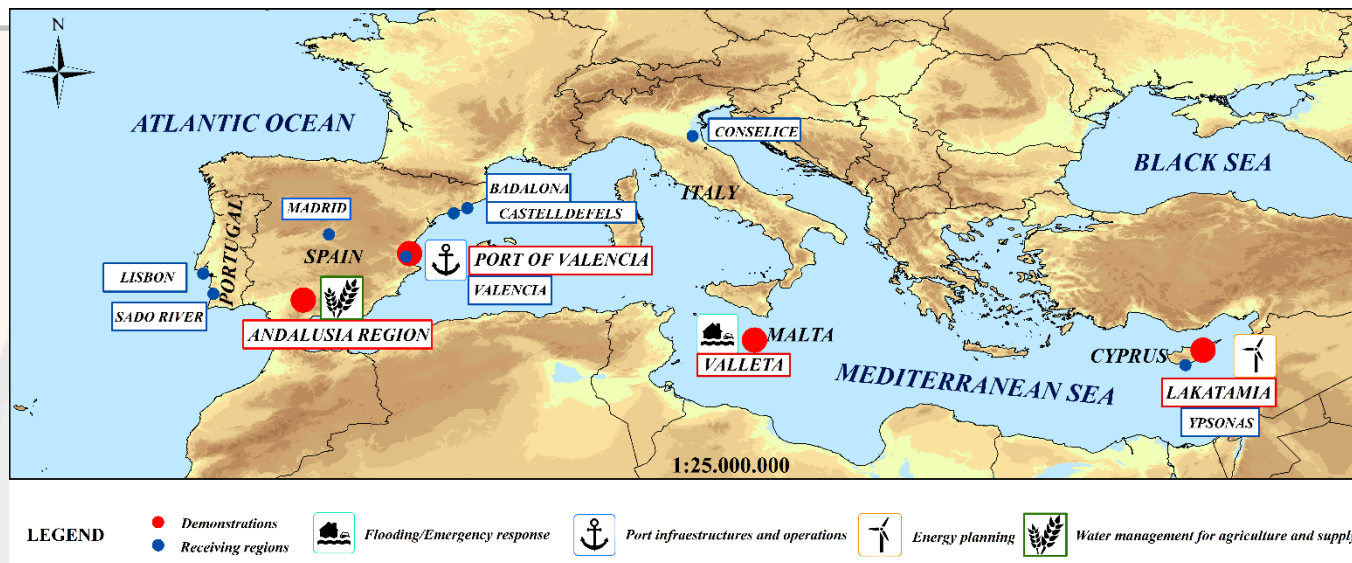 N
ATLANTIC OCEAN
CONSELICE
BLACK SEA
ITALY
BADALONA
CASTELLDEFELS
MADRID
PORTUGAL
SPAIN
PORT OF VALENCIA
VALENCIA
LISBON
SADO RIVER
ANDALUSIA REGION
MALTA
VALLETA
CYPRUS
MEDITERRANEAN SEA
LAKATAMIA
YPSONAS
1:25.000.000
LEGEND
Demonstrations
Receiving regions
Flooding/Emergency response
Port infraestructures and operations
Energy planning
Water management for agriculture and supply